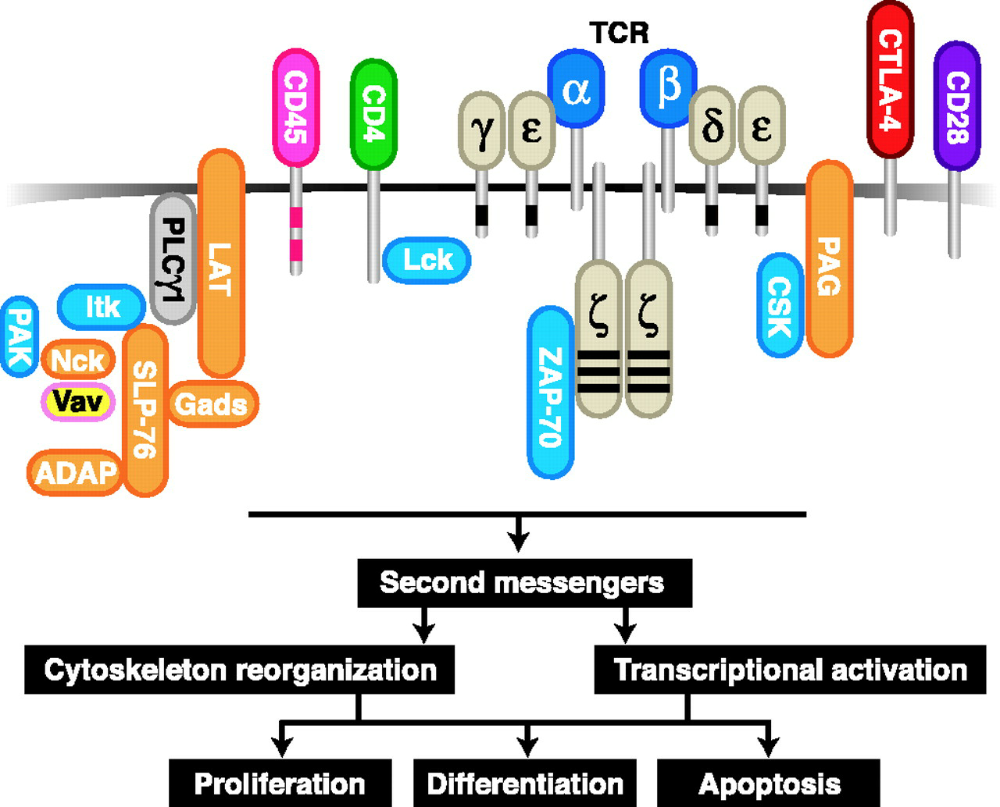 TCR
CTLA-4
CD28
CD45
CD4
α
β
γ
ε
δ
ε
PLCγ1
LAT
Lck
PAG
CSK
Itk
PAK
Nck
Vav
SLP-76
Gads
ADAP
ζ
ζ
ZAP-70
Second messengers
Cytoskeleton reorganization
Transcriptional activation
Proliferation
Differentiation
Apoptosis